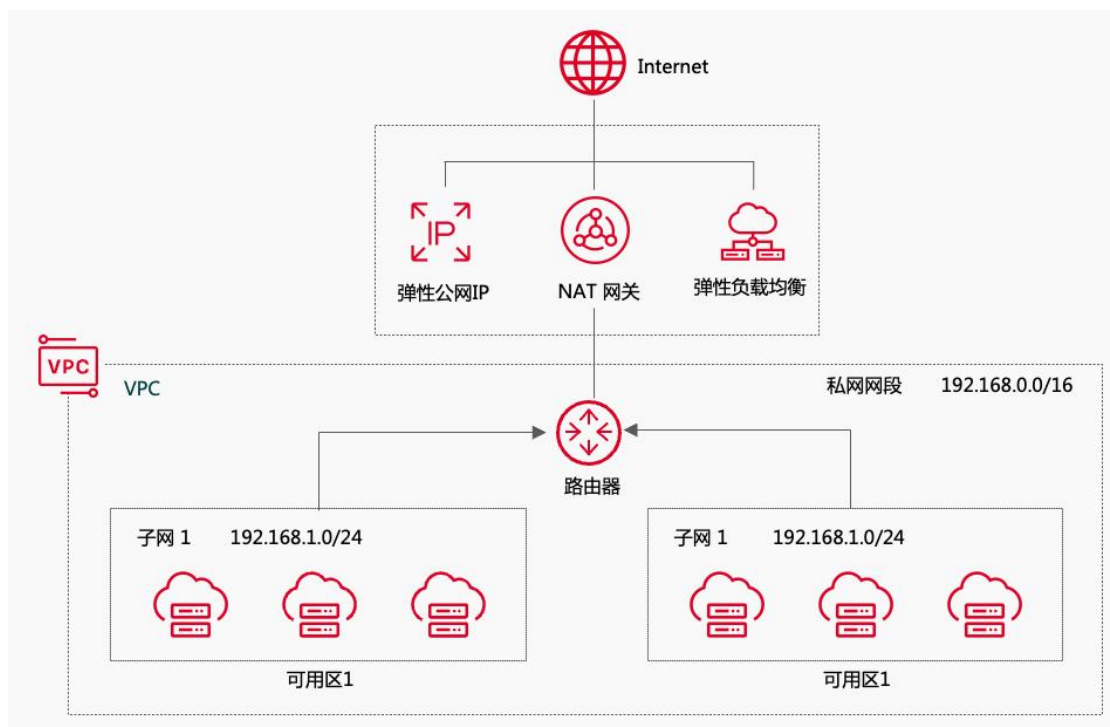 Internet
IP
弹性公网IP
NAT 网关
弹性负载均衡
VPC
VPC
私网网段 192.168.0.0/16
路由器
子网 1 192.168.1.0/24
子网 1 192.168.1.0/24
可用区1
可用区1